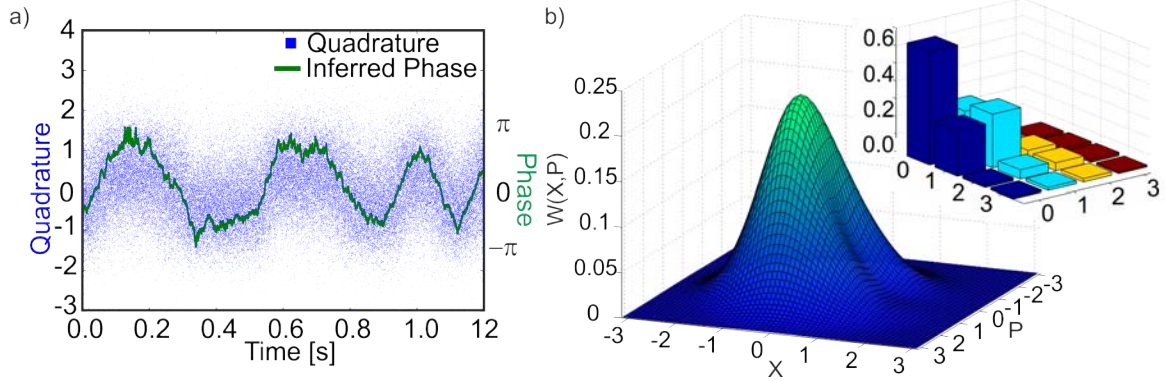 a)
4
3
2
1
0
-1
-2
-3
Quadrature
Quadrature
Inferred Phase
π
0
−π
Phase
0.0 0.2 0.4 0.6 0.8 1.0 12
Time [s]
b)
0.25
0.2
0.15
0.1
0.05
0
W(X,P)
-3 -2 -1 0 1 2 3
X
3 2 1 0 -1 -2 -3
P
0.6
0.4
0.2
0.0
0 1 2 3
0 1 2 3